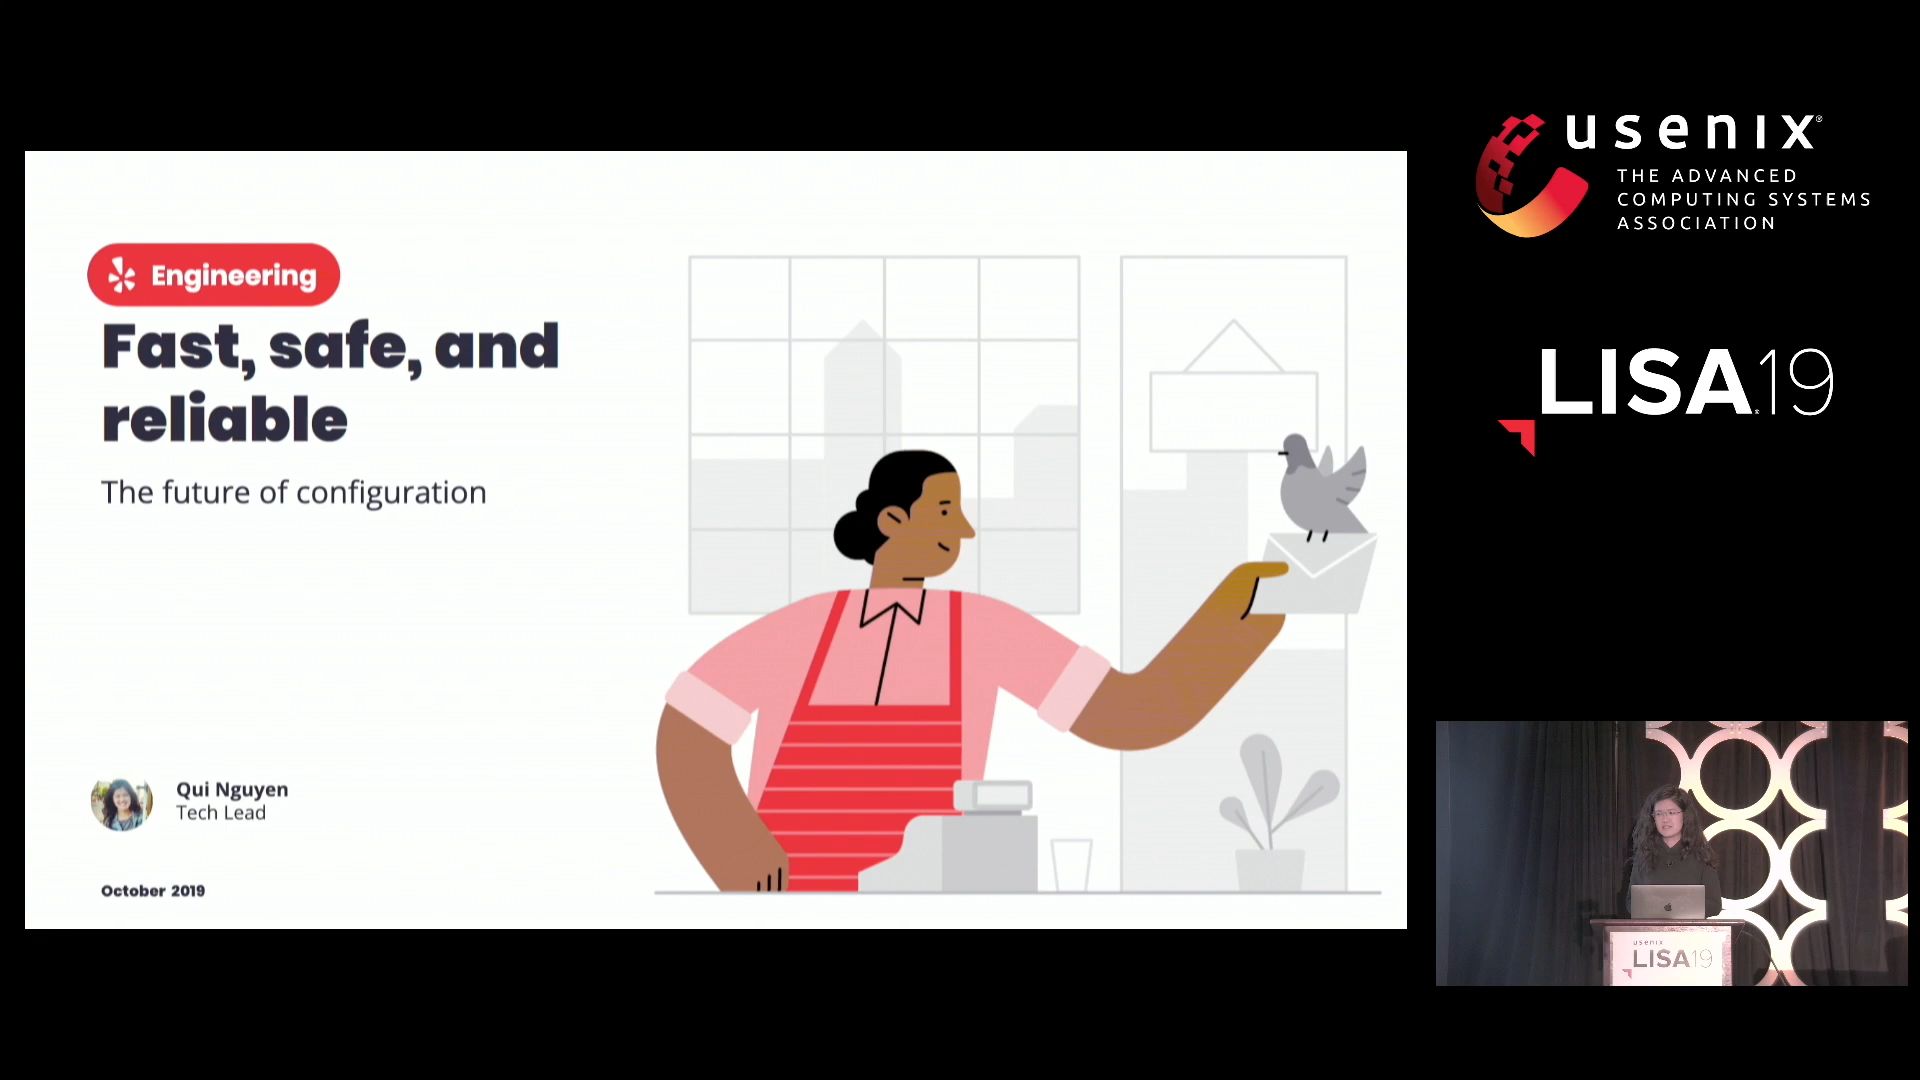 Engineering
Fast, safe, and
reliable
The future of configuration
Qui Nguyen
Tech Lead
October 2019
usenix®
THE ADVANCED
COMPUTING SYSTEMS
ASSOCIATION
LISA19
usenix
LISA19